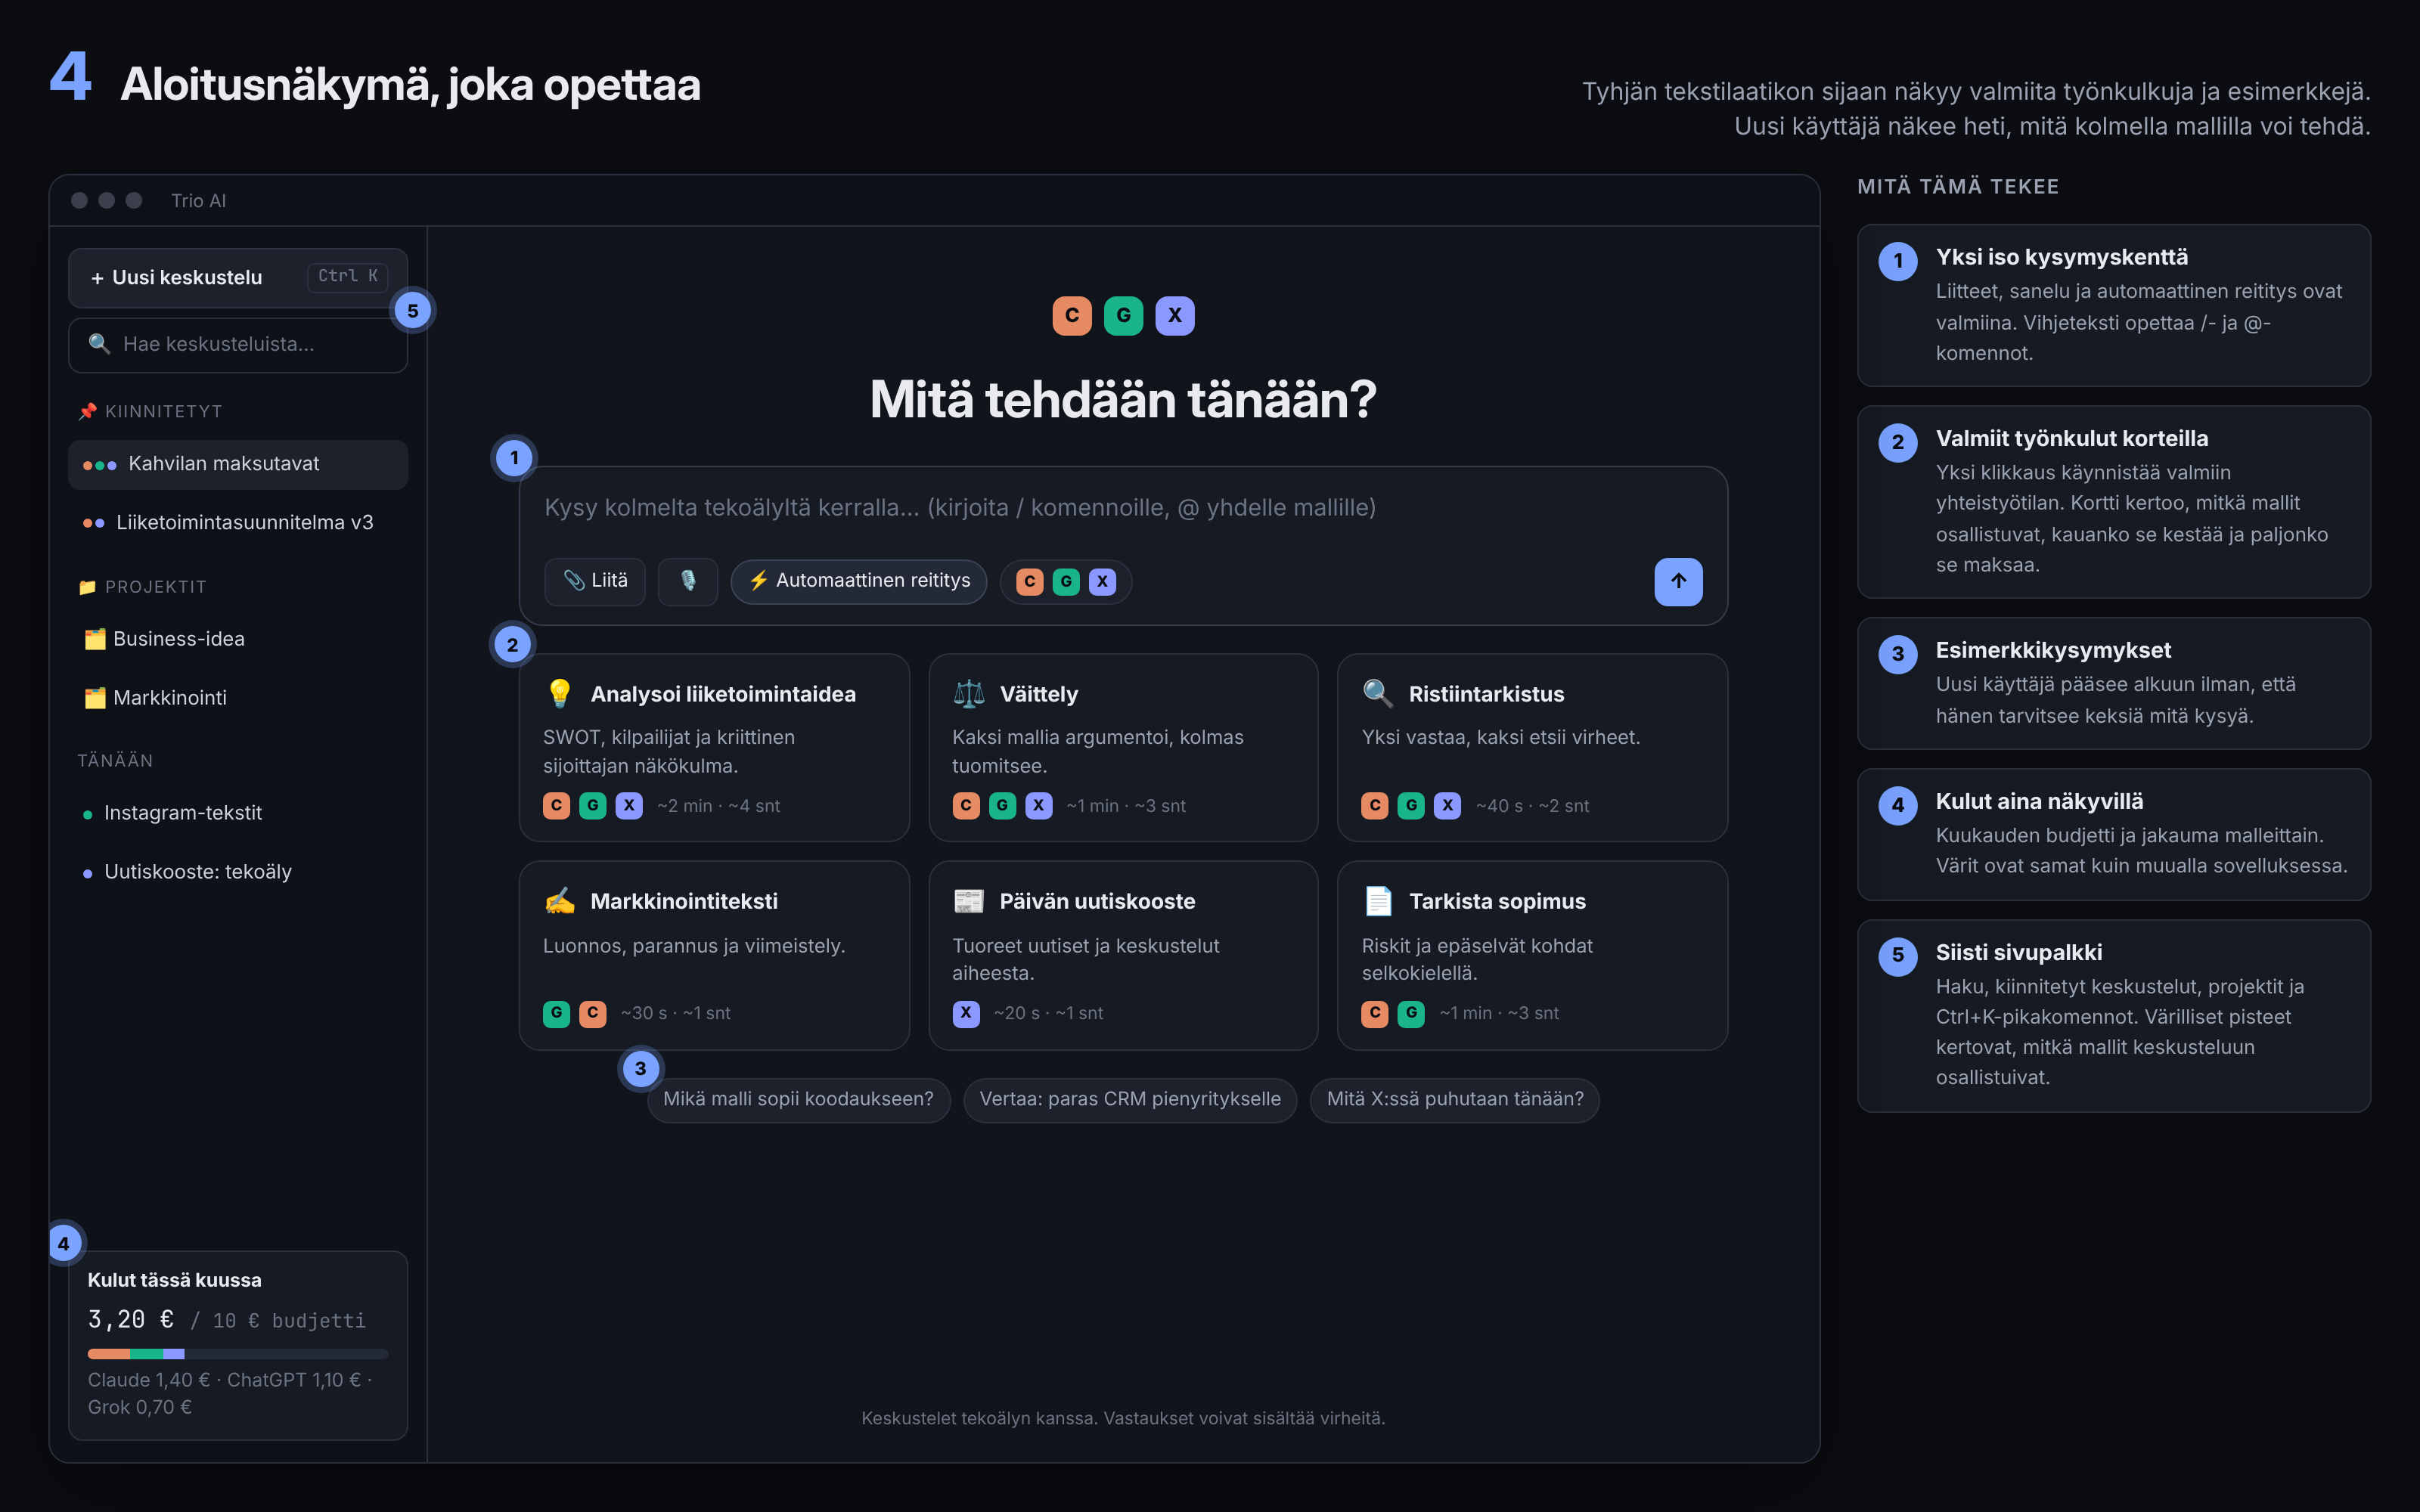 4 Aloitusnäkymä, joka opettaa
Tyhjän tekstilaatikon sijaan näkyy valmiita työnkulkuja ja esimerkkejä.
Uusi käyttäjä näkee heti, mitä kolmella mallilla voi tehdä.
Trio AI
+ Uusi keskustelu Ctrl K
5
Hae keskusteluista...
KIINNITETYT
Kahvilan maksutavat
Liiketoimintasuunnitelma v3
PROJEKTIT
Business-idea
Markkinointi
TÄNÄÄN
Instagram-tekstit
Uutiskooste: tekoäly
4
Kulut tässä kuussa
3,20 € / 10 € budjetti
Claude 1,40 € · ChatGPT 1,10 € ·
Grok 0,70 €
C G X
Mitä tehdään tänään?
1
Kysy kolmelta tekoälyltä kerralla... (kirjoita / komennoille, @ yhdelle mallille)
Liitä
Automaattinen reititys
C G X
↑
2
Analysoi liiketoimintaidea
SWOT, kilpailijat ja kriittinen
sijoittajan näkökulma.
C G X ~2 min · ~4 snt
Väittely
Kaksi mallia argumentoi, kolmas
tuomitsee.
C G X ~1 min · ~3 snt
Ristiintarkistus
Yksi vastaa, kaksi etsii virheet.
C G X ~40 s · ~2 snt
Markkinointiteksti
Luonnos, parannus ja viimeistely.
G C ~30 s · ~1 snt
Päivän uutiskooste
Tuoreet uutiset ja keskustelut
aiheesta.
X ~20 s · ~1 snt
Tarkista sopimus
Riskit ja epäselvät kohdat
selkokielellä.
C G ~1 min · ~3 snt
3
Mikä malli sopii koodaukseen?
Vertaa: paras CRM pienyritykselle
Mitä X:ssä puhutaan tänään?
Keskustelet tekoälyn kanssa. Vastaukset voivat sisältää virheitä.
MITÄ TÄMÄ TEKEE
1 Yksi iso kysymyskenttä
Liitteet, sanelu ja automaattinen reititys ovat
valmiina. Vihjeteksti opettaa /- ja @-
komennot.
2 Valmiit työnkulut korteilla
Yksi klikkaus käynnistää valmiin
yhteistyötilan. Kortti kertoo, mitkä mallit
osallistuvat, kauanko se kestää ja paljonko
se maksaa.
3 Esimerkkikysymykset
Uusi käyttäjä pääsee alkuun ilman, että
hänen tarvitsee keksiä mitä kysyä.
4 Kulut aina näkyvillä
Kuukauden budjetti ja jakauma malleittain.
Värit ovat samat kuin muualla sovelluksessa.
5 Siisti sivupalkki
Haku, kiinnitetyt keskustelut, projektit ja
Ctrl+K-pikakomennot. Värilliset pisteet
kertovat, mitkä mallit keskusteluun
osallistuivat.